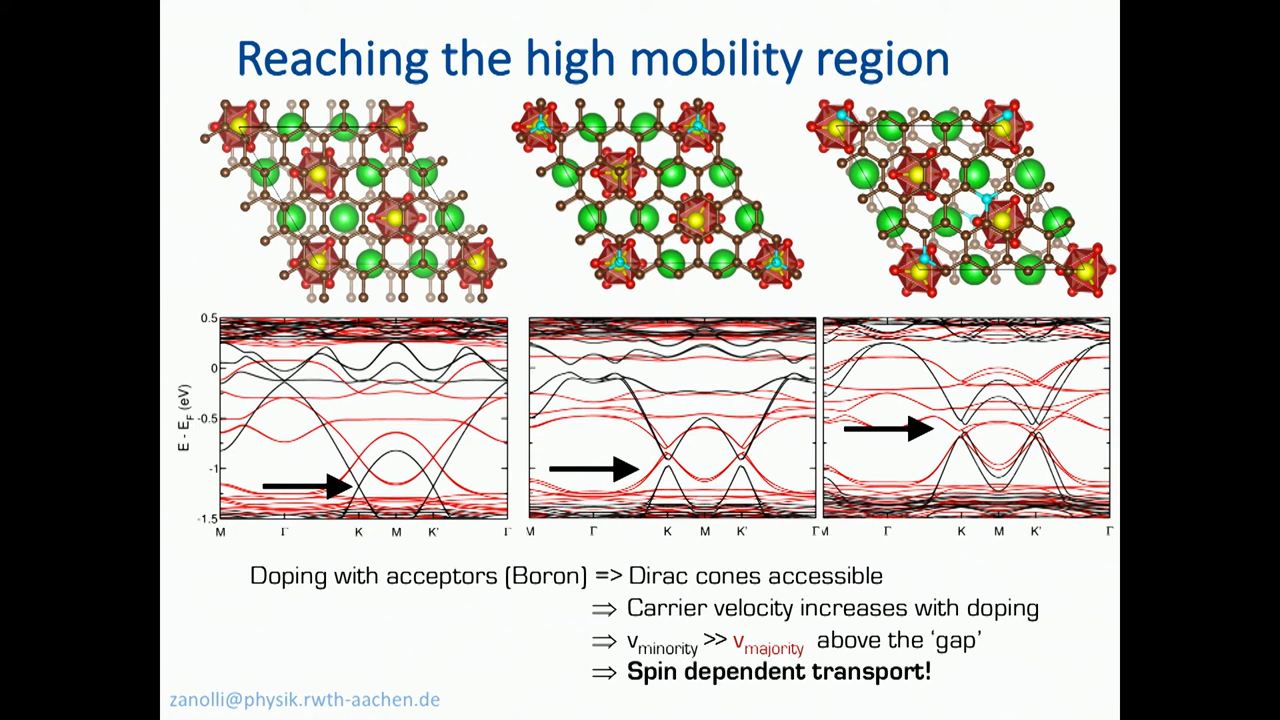 Reaching the high mobility region
0.5
0
-0.5
-1
-1.5
E - E_F (eV)
M Γ K M K' Γ
M Γ K M K' Γ
M Γ K M K' Γ
Doping with acceptors (Boron) => Dirac cones accessible
⇒ Carrier velocity increases with doping
⇒ v_minority >> v_majority above the 'gap'
⇒ Spin dependent transport!
zanolli@physik.rwth-aachen.de